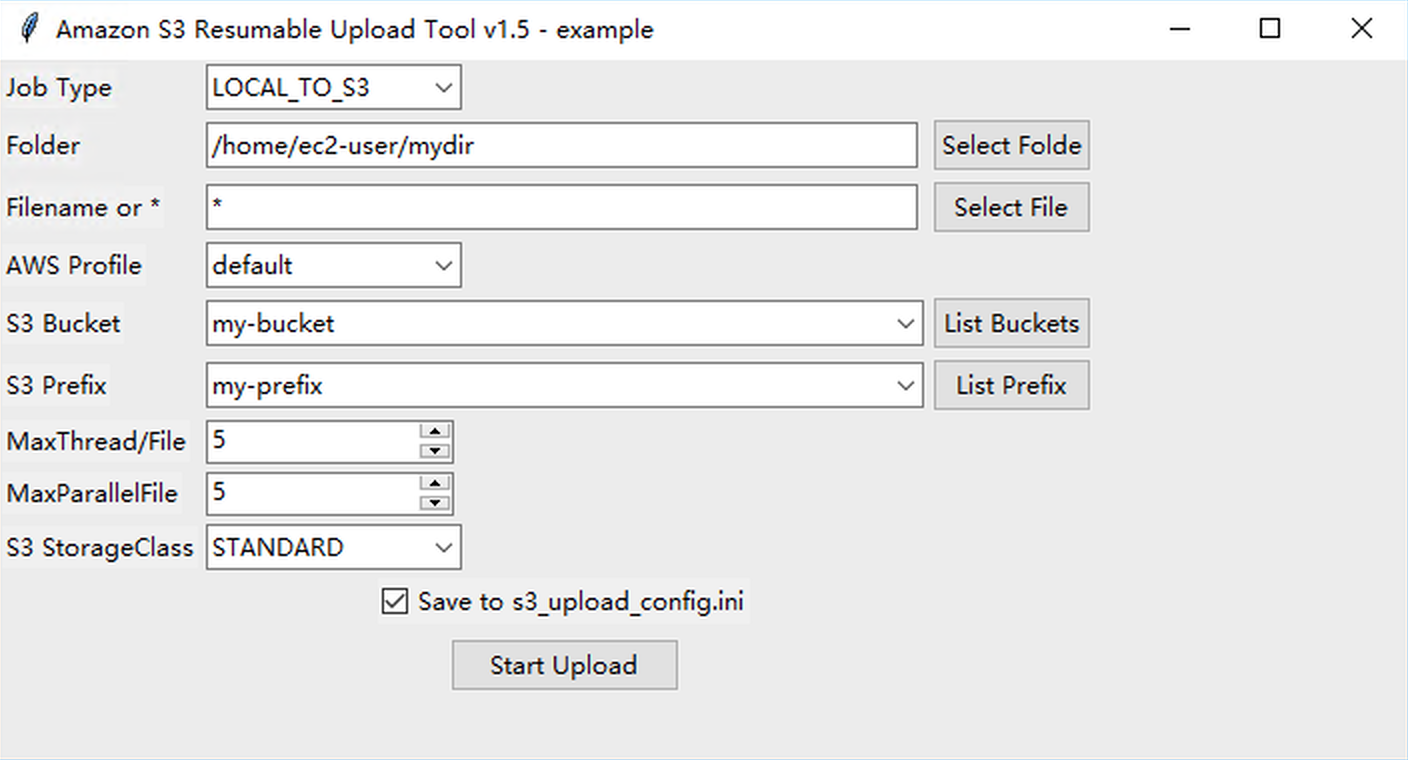 Amazon S3 Resumable Upload Tool v1.5 - example
Job Type LOCAL_TO_S3
Folder /home/ec2-user/mydir Select Folde
Filename or * * Select File
AWS Profile default
S3 Bucket my-bucket List Buckets
S3 Prefix my-prefix List Prefix
MaxThread/File 5
MaxParallelFile 5
S3 StorageClass STANDARD
Save to s3_upload_config.ini
Start Upload